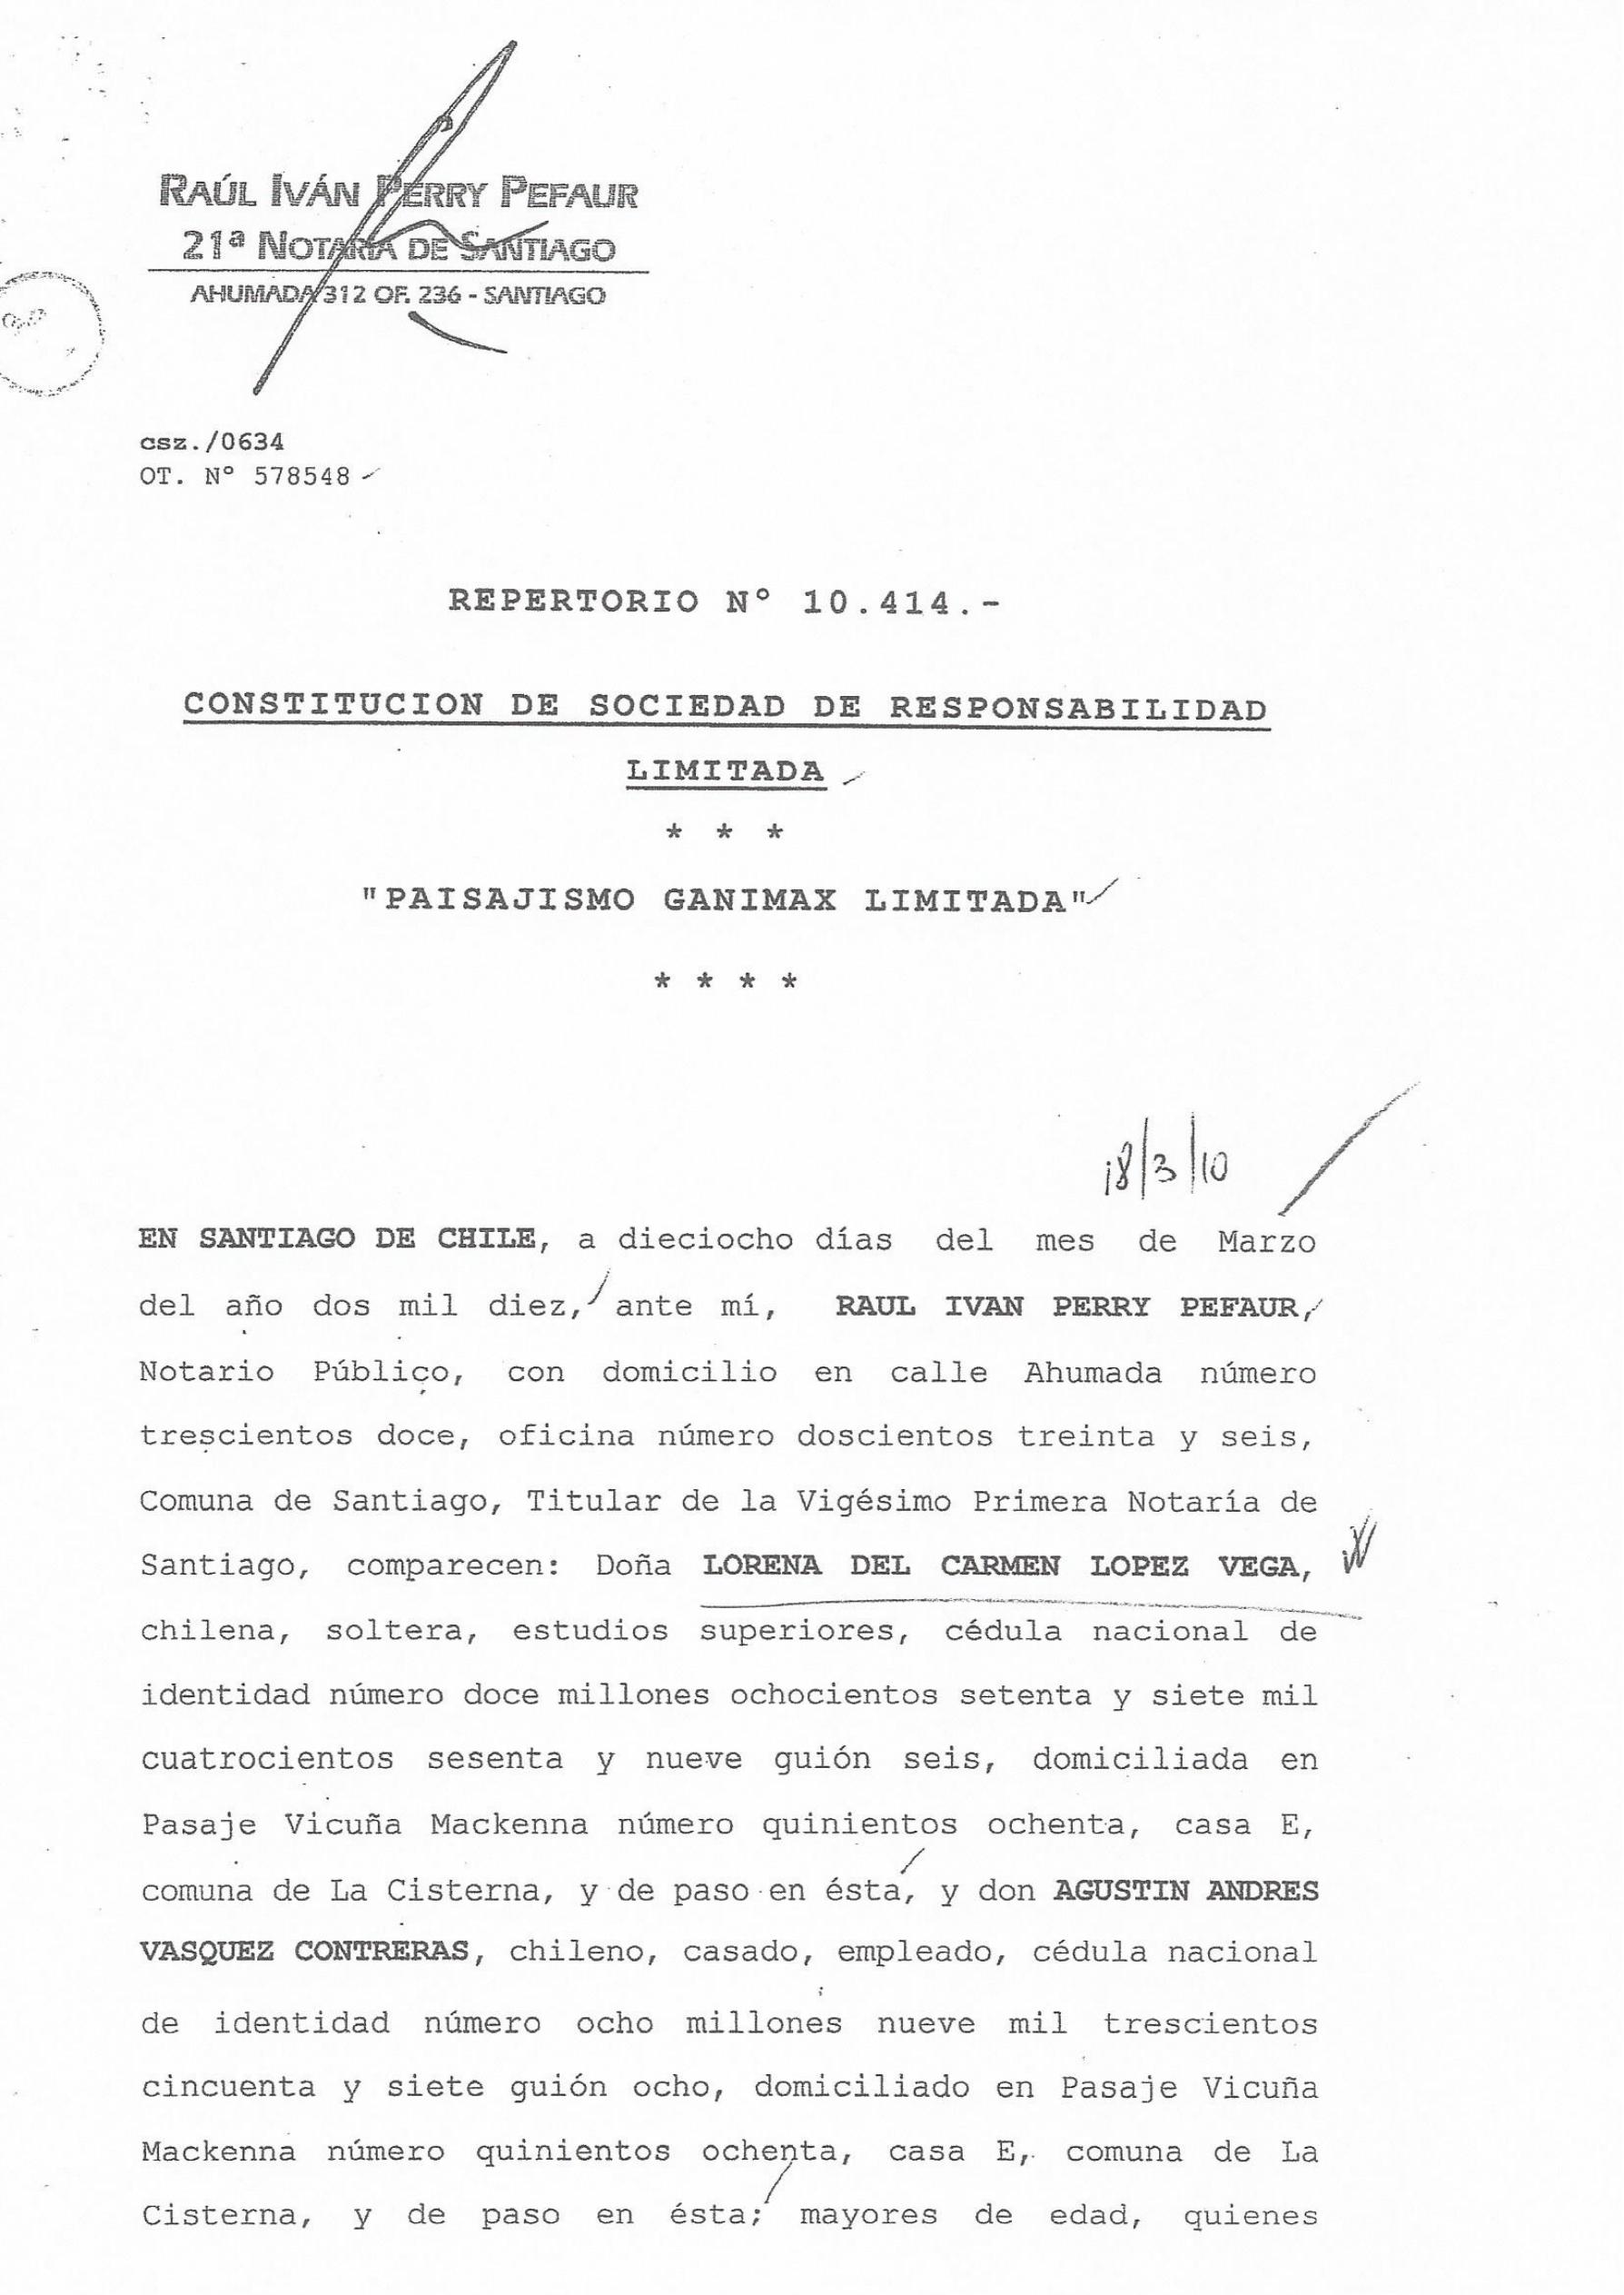 RAÚL IVÁN PERRY PEFAUR
21ª NOTARÍA DE SANTIAGO
AHUMADA 312 OF. 236 - SANTIAGO
csz./0634
OT. Nº 578548
REPERTORIO Nº 10.414.-
CONSTITUCION DE SOCIEDAD DE RESPONSABILIDAD
LIMITADA
* * *
"PAISAJISMO GANIMAX LIMITADA"
* * * *
18/3/10
EN SANTIAGO DE CHILE, a dieciocho días del mes de Marzo
del año dos mil diez, ante mí, RAUL IVAN PERRY PEFAUR,
Notario Público, con domicilio en calle Ahumada número
trescientos doce, oficina número doscientos treinta y seis,
Comuna de Santiago, Titular de la Vigésimo Primera Notaría de
Santiago, comparecen: Doña LORENA DEL CARMEN LOPEZ VEGA,
chilena, soltera, estudios superiores, cédula nacional de
identidad número doce millones ochocientos setenta y siete mil
cuatrocientos sesenta y nueve guión seis, domiciliada en
Pasaje Vicuña Mackenna número quinientos ochenta, casa E,
comuna de La Cisterna, y de paso en ésta, y don AGUSTIN ANDRES
VASQUEZ CONTRERAS, chileno, casado, empleado, cédula nacional
de identidad número ocho millones nueve mil trescientos
cincuenta y siete guión ocho, domiciliado en Pasaje Vicuña
Mackenna número quinientos ochenta, casa E, comuna de La
Cisterna, y de paso en ésta; mayores de edad, quienes